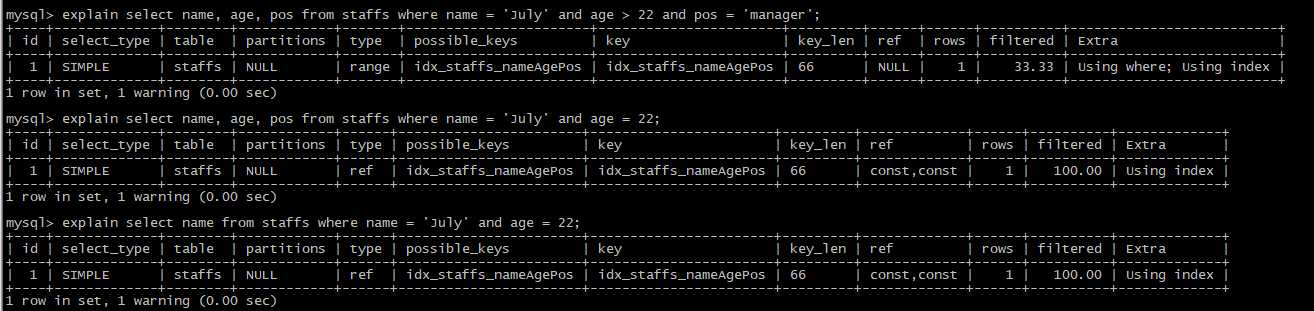 mysql> explain select name, age, pos from staffs where name = 'July' and age > 22 and pos = 'manager';
+----+-------------+--------+------------+-------+-----------------------+-----------------------+---------+------+------+----------+--------------------------+
| id | select_type | table | partitions | type | possible_keys | key | key_len | ref | rows | filtered | Extra |
| 1 | SIMPLE | staffs | NULL | range | idx_staffs_nameAgePos | idx_staffs_nameAgePos | 66 | NULL | 1 | 33.33 | Using where; Using index |
1 row in set, 1 warning (0.00 sec)
mysql> explain select name, age, pos from staffs where name = 'July' and age = 22;
| id | select_type | table | partitions | type | possible_keys | key | key_len | ref | rows | filtered | Extra |
| 1 | SIMPLE | staffs | NULL | ref | idx_staffs_nameAgePos | idx_staffs_nameAgePos | 66 | const,const | 1 | 100.00 | Using index |
1 row in set, 1 warning (0.00 sec)
mysql> explain select name from staffs where name = 'July' and age = 22;
| id | select_type | table | partitions | type | possible_keys | key | key_len | ref | rows | filtered | Extra |
| 1 | SIMPLE | staffs | NULL | ref | idx_staffs_nameAgePos | idx_staffs_nameAgePos | 66 | const,const | 1 | 100.00 | Using index |
1 row in set, 1 warning (0.00 sec)